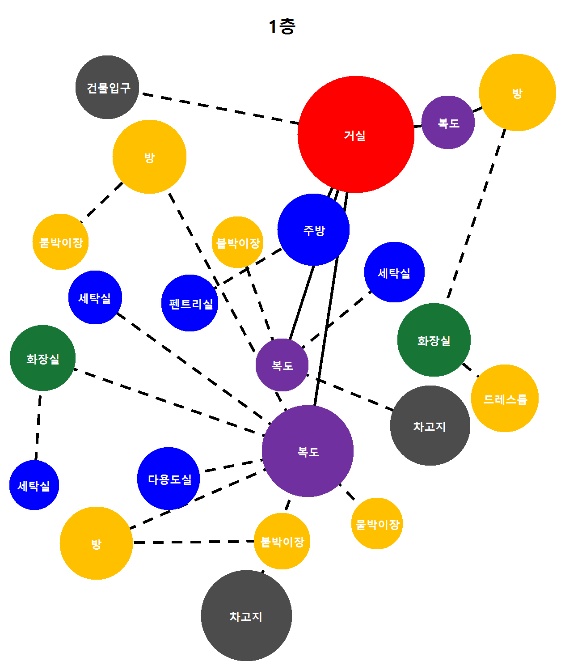 1층
건물입구
방
거실
복도
방
붙박이장
붙박이장
주방
세탁실
세탁실
펜트리실
화장실
화장실
복도
드레스룸
차고지
복도
세탁실
다용도실
붙박이장
방
붙박이장
차고지